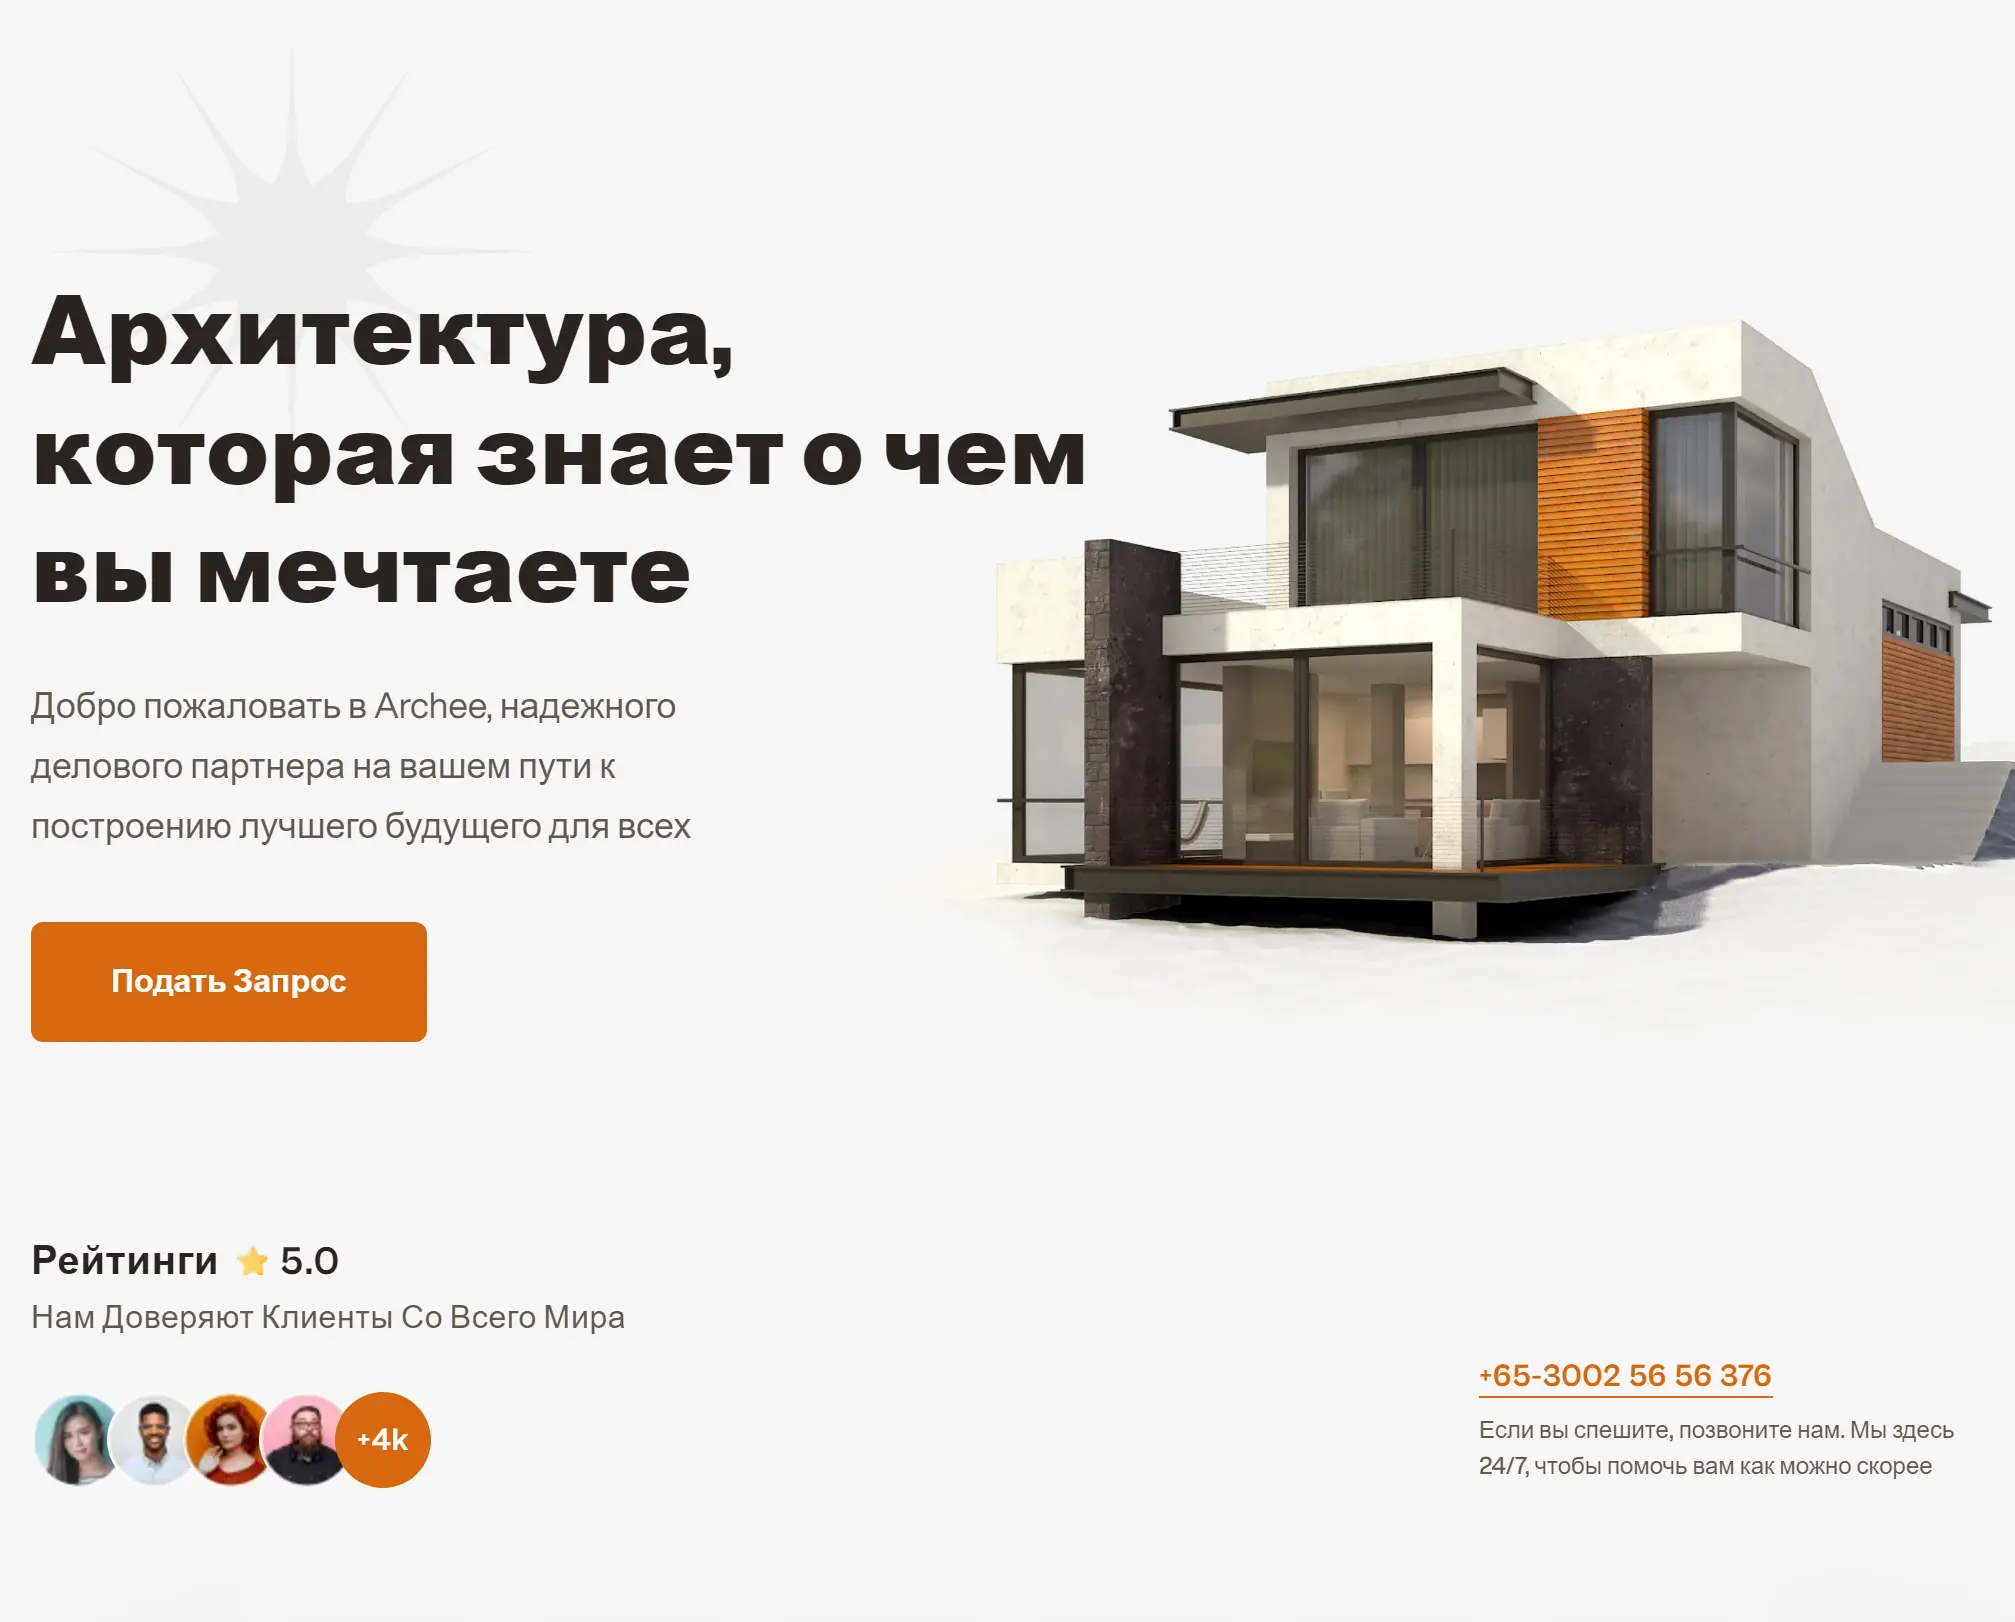 Архитектура,
которая знает о чем
вы мечтаете
Добро пожаловать в Archee, надежного
делового партнера на вашем пути к
построению лучшего будущего для всех
Подать Запрос
Рейтинги 5.0
Нам Доверяют Клиенты Со Всего Мира
+4k
+65-3002 56 56 376
Если вы спешите, позвоните нам. Мы здесь
24/7, чтобы помочь вам как можно скорее